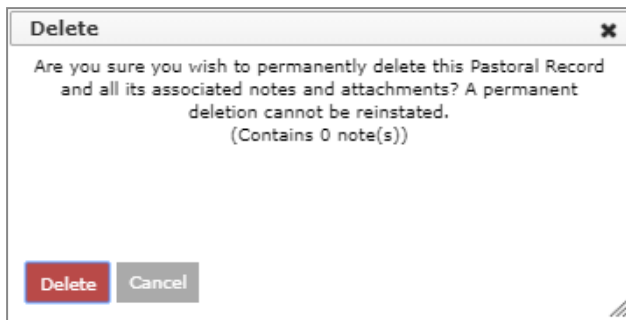 Delete
Are you sure you wish to permanently delete this Pastoral Record
and all its associated notes and attachments? A permanent
deletion cannot be reinstated.
(Contains 0 note(s))
Delete
Cancel